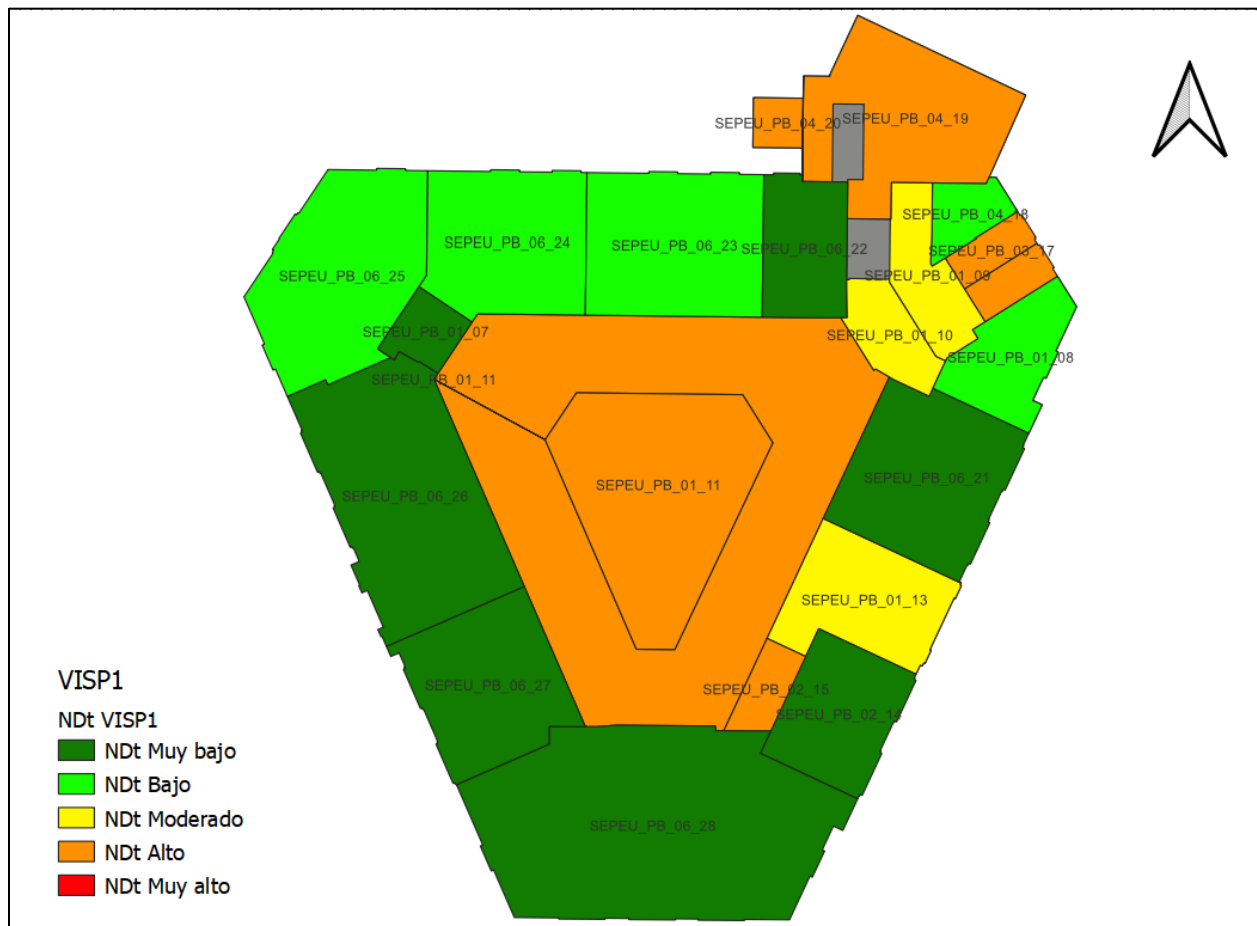 SEPEU_PB_04_20
SEPEU_PB_04_19
SEPEU_PB_04_18
SEPEU_PB_06_24
SEPEU_PB_06_23
SEPEU_PB_06_22
SEPEU_PB_03_17
SEPEU_PB_06_25
SEPEU_PB_01_09
SEPEU_PB_01_07
SEPEU_PB_01_10
SEPEU_PB_01_08
SEPEU_PB_01_11
SEPEU_PB_06_21
SEPEU_PB_01_11
SEPEU_PB_06_26
SEPEU_PB_01_13
SEPEU_PB_06_27
SEPEU_PB_02_15
SEPEU_PB_02_14
SEPEU_PB_06_28
VISP1
NDt VISP1
NDt Muy bajo
NDt Bajo
NDt Moderado
NDt Alto
NDt Muy alto